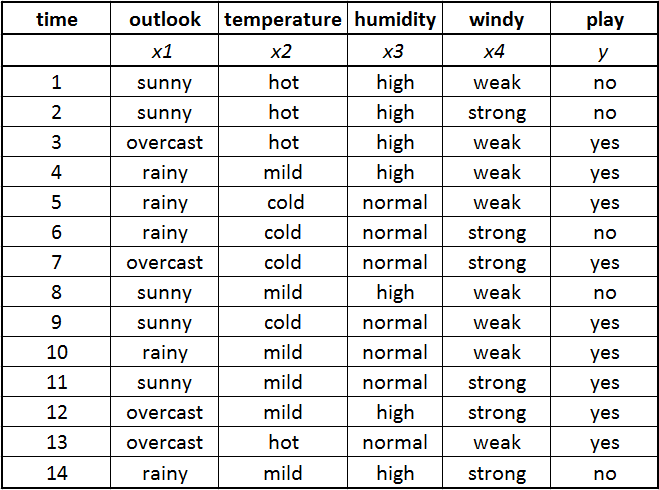 time outlook temperature humidity windy play
x1 x2 x3 x4 y
1 sunny hot high weak no
2 sunny hot high strong no
3 overcast hot high weak yes
4 rainy mild high weak yes
5 rainy cold normal weak yes
6 rainy cold normal strong no
7 overcast cold normal strong yes
8 sunny mild high weak no
9 sunny cold normal weak yes
10 rainy mild normal weak yes
11 sunny mild normal strong yes
12 overcast mild high strong yes
13 overcast hot normal weak yes
14 rainy mild high strong no